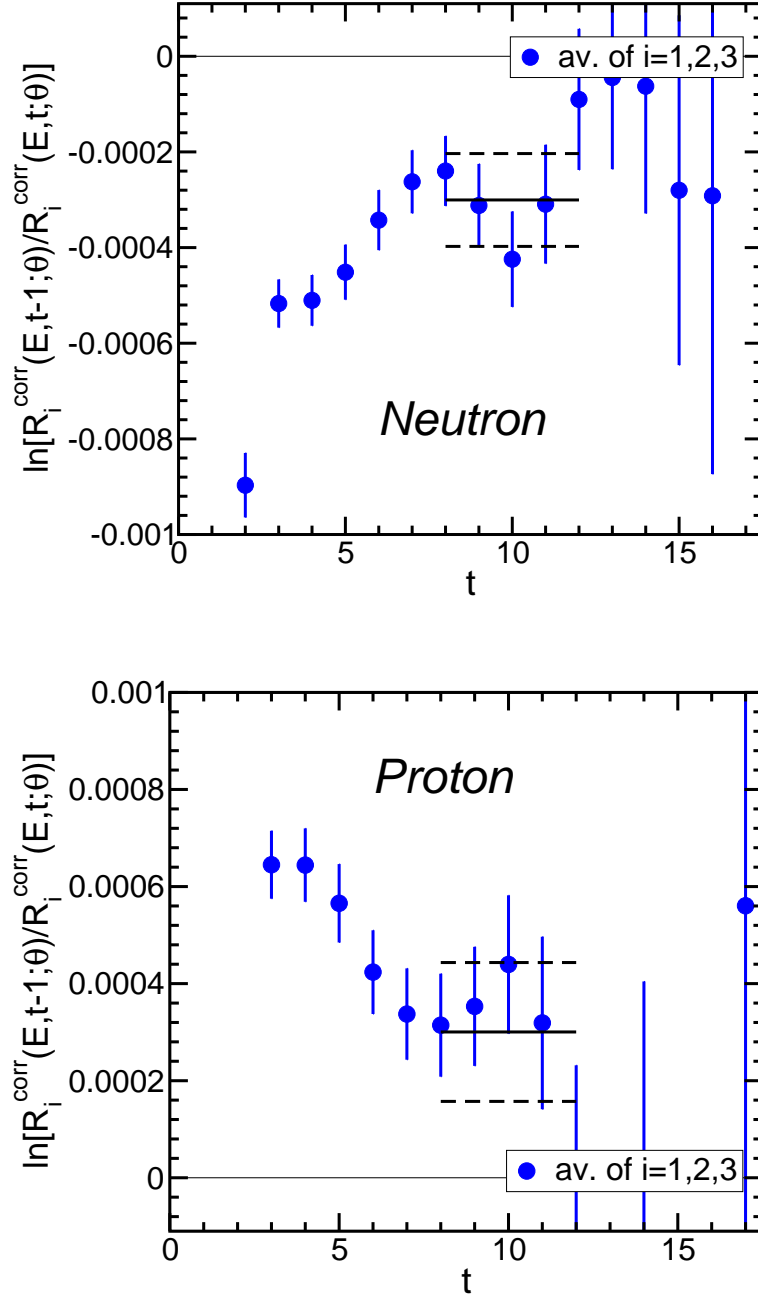 0
-0.0002
-0.0004
-0.0006
-0.0008
-0.001
ln[R_i^corr(E,t-1;θ)/R_i^corr(E,t;θ)]
av. of i=1,2,3
Neutron
0 5 10 15
t
0.001
0.0008
0.0006
0.0004
0.0002
0
ln[R_i^corr(E,t-1;θ)/R_i^corr(E,t;θ)]
Proton
av. of i=1,2,3
0 5 10 15
t